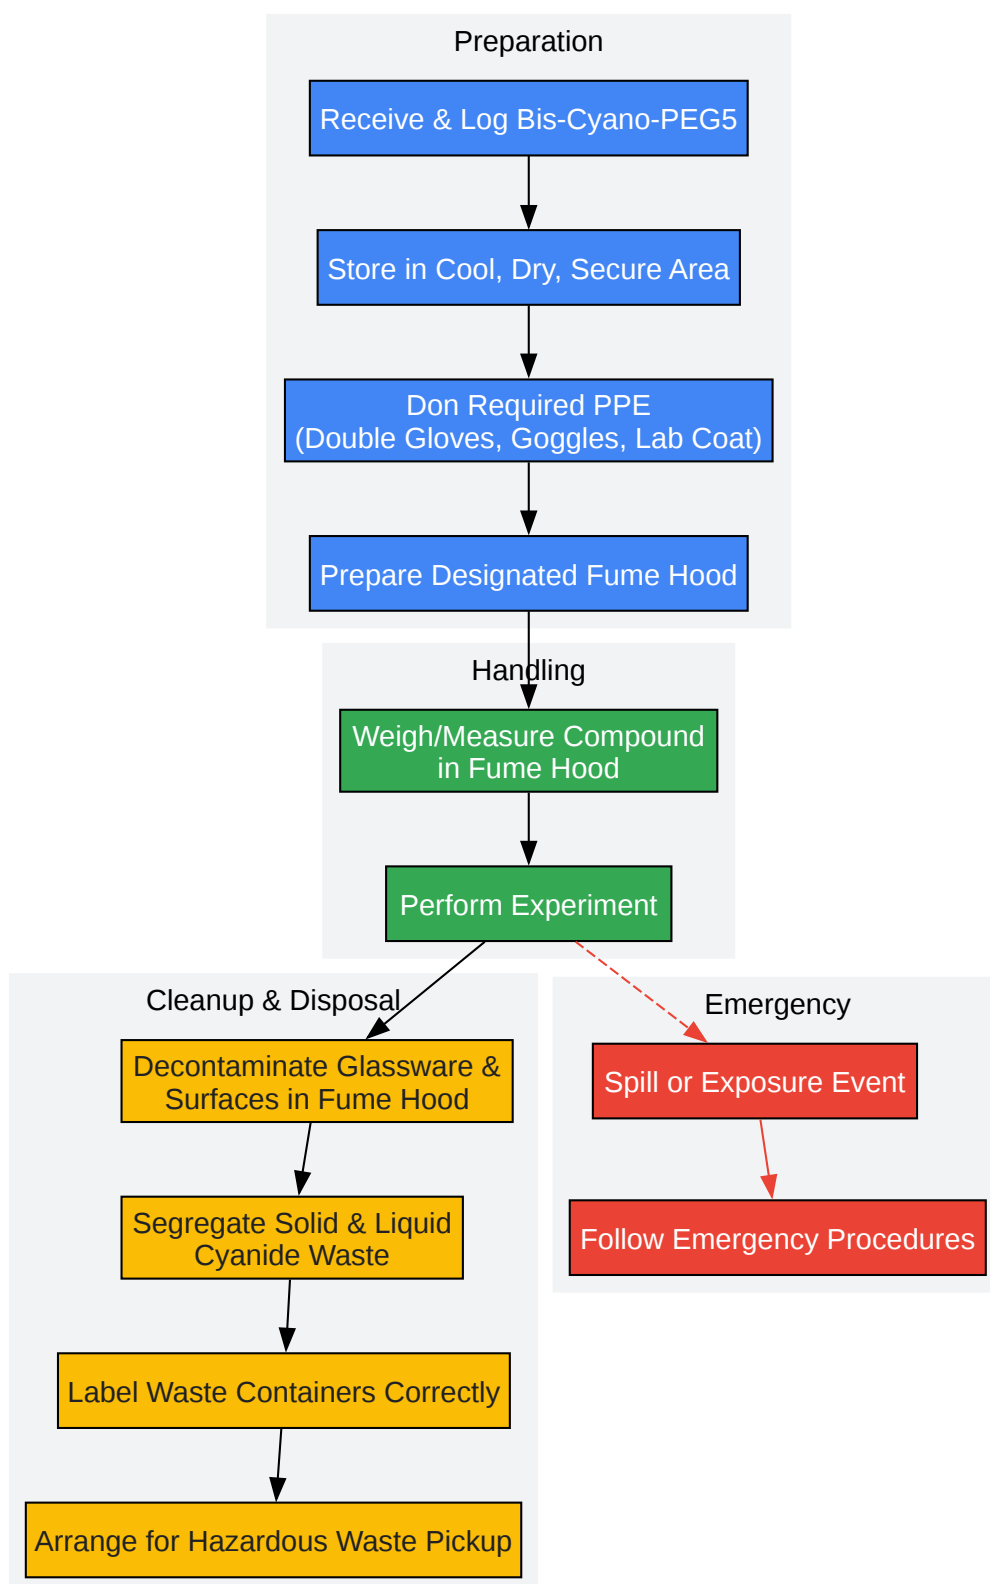 Preparation
Receive & Log Bis-Cyano-PEG5
Store in Cool, Dry, Secure Area
Don Required PPE
(Double Gloves, Goggles, Lab Coat)
Prepare Designated Fume Hood
Handling
Weigh/Measure Compound
in Fume Hood
Perform Experiment
Cleanup & Disposal
Decontaminate Glassware &
Surfaces in Fume Hood
Segregate Solid & Liquid
Cyanide Waste
Label Waste Containers Correctly
Arrange for Hazardous Waste Pickup
Emergency
Spill or Exposure Event
Follow Emergency Procedures